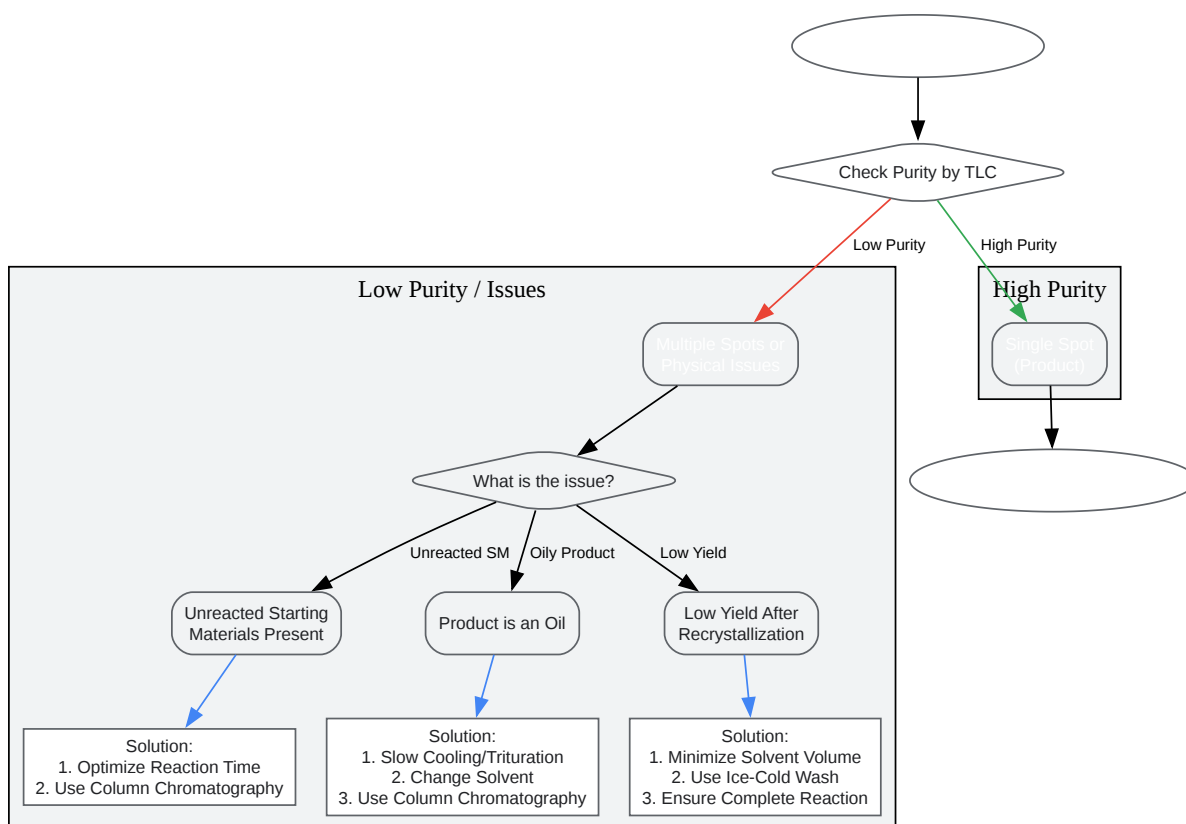 Check Purity by TLC
Low Purity
High Purity
Low Purity / Issues
High Purity
Multiple Spots or
Physical Issues
Single Spot
(Product)
What is the issue?
Unreacted SM
Oily Product
Low Yield
Unreacted Starting
Materials Present
Product is an Oil
Low Yield After
Recrystallization
Solution:
1. Optimize Reaction Time
2. Use Column Chromatography
Solution:
1. Slow Cooling/Trituration
2. Change Solvent
3. Use Column Chromatography
Solution:
1. Minimize Solvent Volume
2. Use Ice-Cold Wash
3. Ensure Complete Reaction